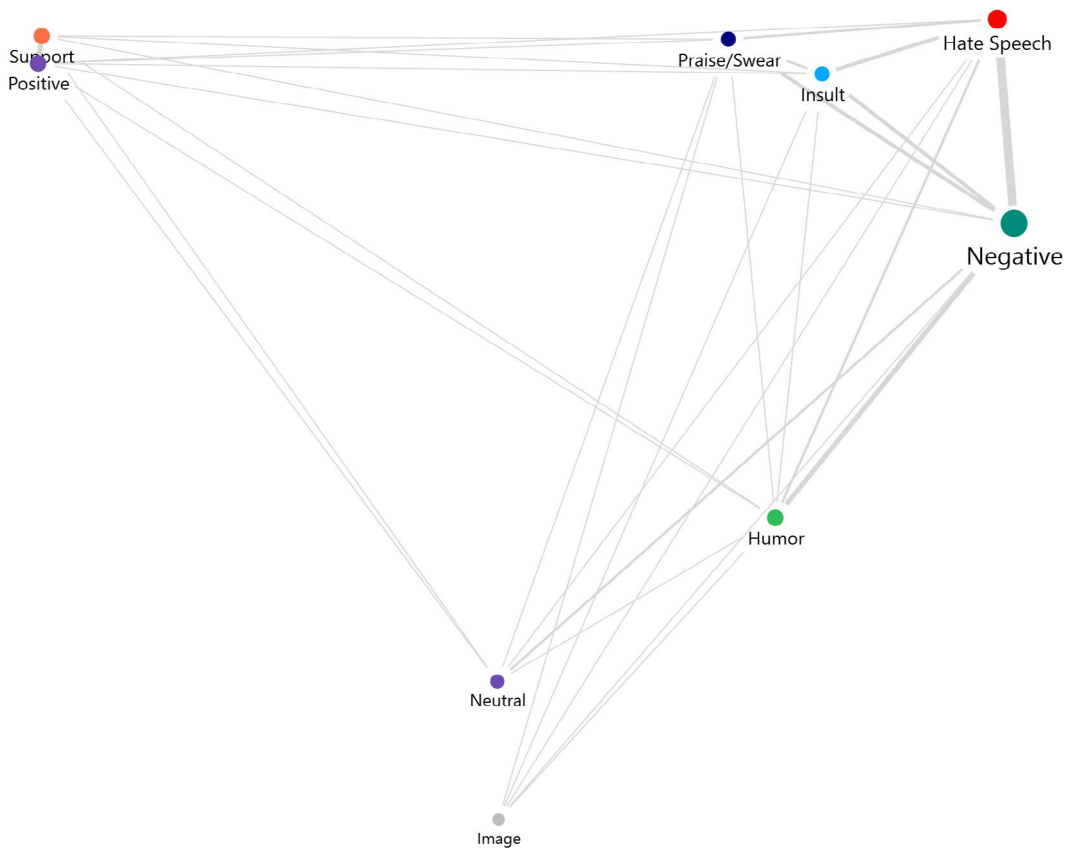 Support
Positive
Praise/Swear
Insult
Hate Speech
Negative
Humor
Neutral
Image